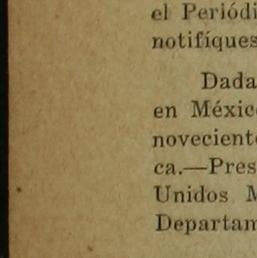 el Periódi
notifíques
Dada
en Méxic
novecient
ca.—Pres
Unidos M
Departam